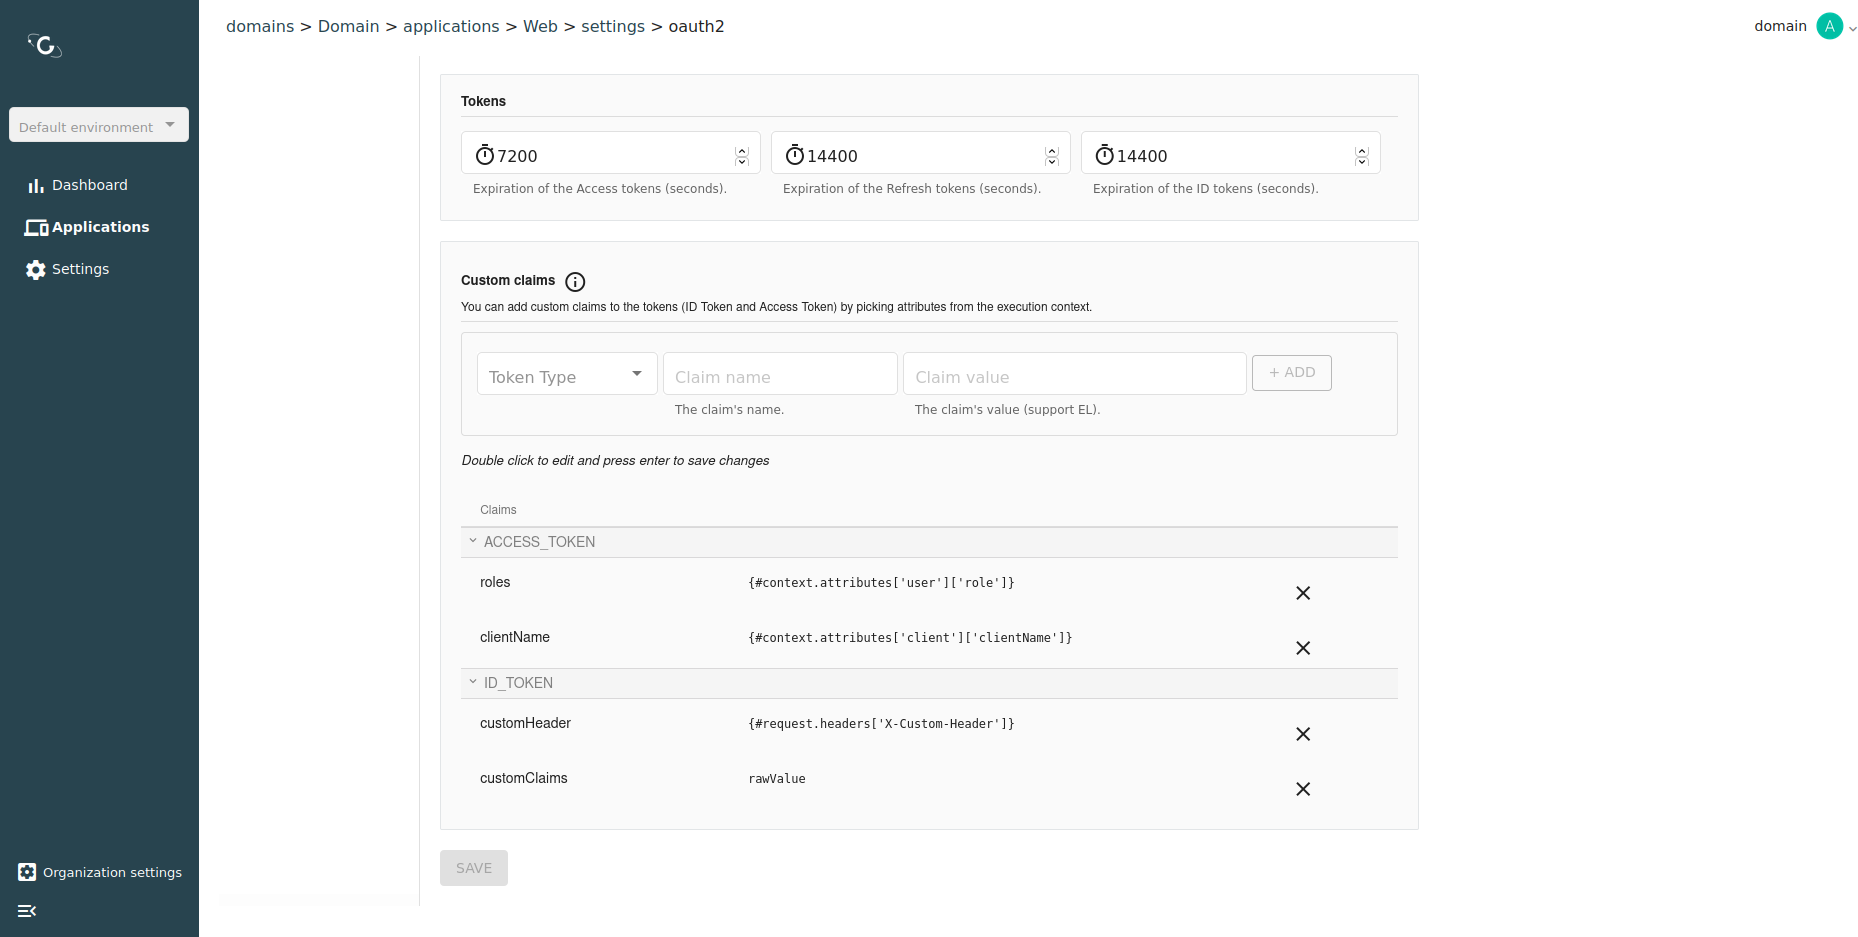 domains > Domain > applications > Web > settings > oauth2
domain A
Default environment
Dashboard
Applications
Settings
Organization settings
Tokens
7200 14400 14400
Expiration of the Access tokens (seconds). Expiration of the Refresh tokens (seconds). Expiration of the ID tokens (seconds).
Custom claims
You can add custom claims to the tokens (ID Token and Access Token) by picking attributes from the execution context.
Token Type Claim name Claim value + ADD
The claim's name. The claim's value (support EL).
Double click to edit and press enter to save changes
Claims
ACCESS_TOKEN
roles {#context.attributes['user']['role']}
clientName {#context.attributes['client']['clientName']}
ID_TOKEN
customHeader {#request.headers['X-Custom-Header']}
customClaims rawValue
SAVE